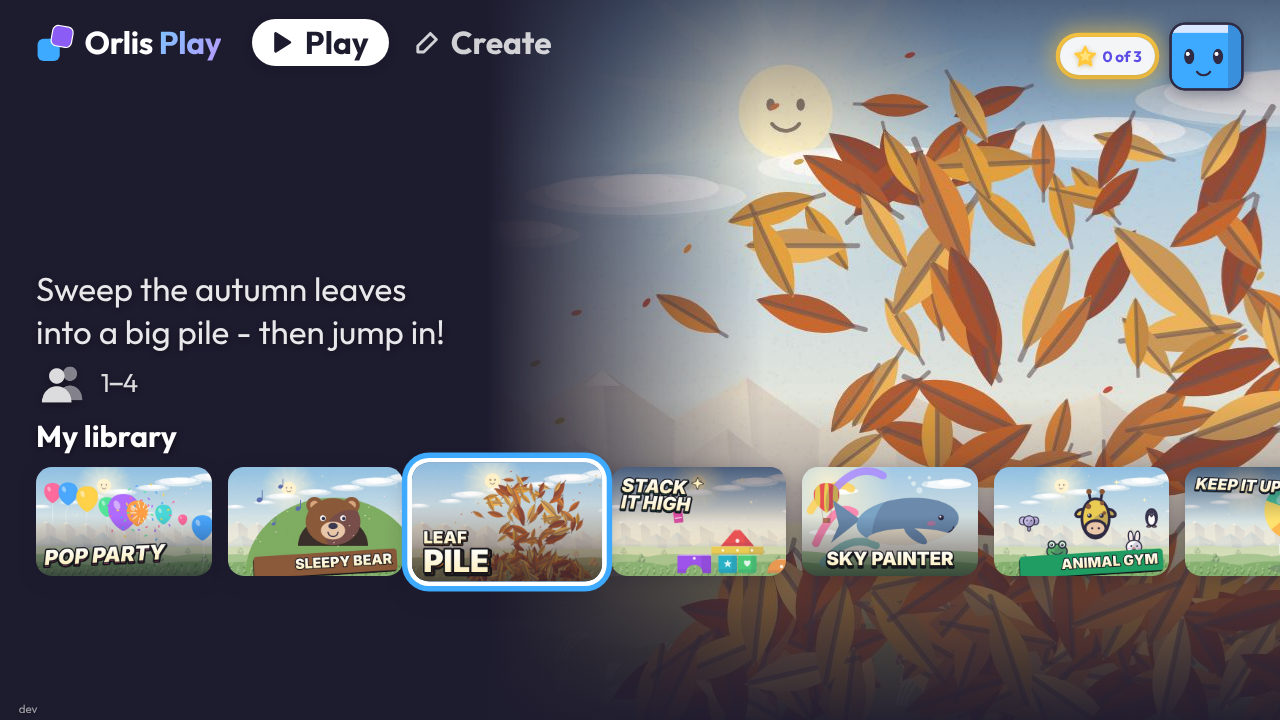 Orlis Play
Play
Create
0 of 3
Sweep the autumn leaves
into a big pile - then jump in!
1–4
My library
POP PARTY
SLEEPY BEAR
LEAF
PILE
STACK
IT HIGH
SKY PAINTER
ANIMAL GYM
KEEP IT UP
dev